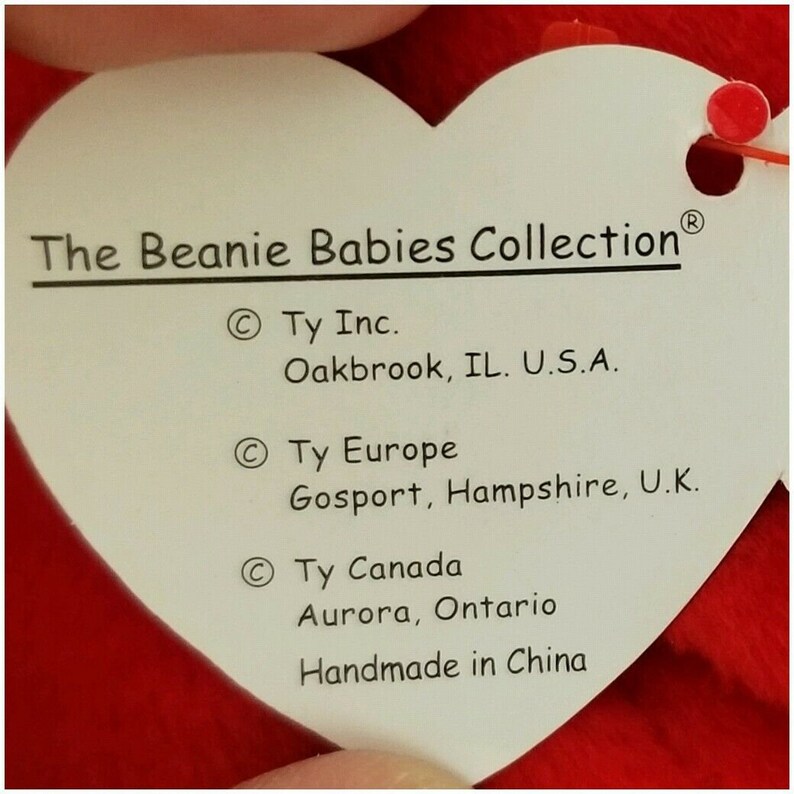 The Beanie Babies Collection®
© Ty Inc.
Oakbrook, IL. U.S.A.
© Ty Europe
Gosport, Hampshire, U.K.
© Ty Canada
Aurora, Ontario
Handmade in China